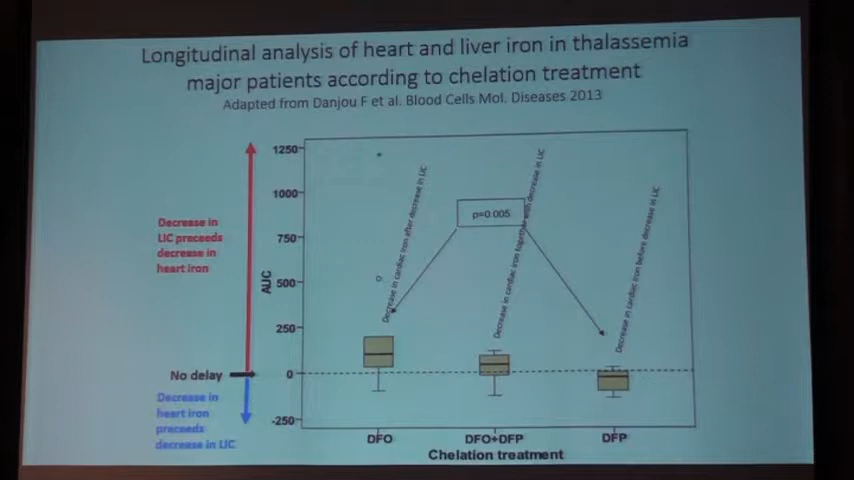 Longitudinal analysis of heart and liver iron in thalassemia
major patients according to chelation treatment
Adapted from Danjou F et al. Blood Cells Mol. Diseases 2013
Decrease in
LIC preceeds
decrease in
heart iron
No delay
Decrease in
heart iron
preceeds
decrease in LIC
AUC
1250
1000
750
500
250
0
-250
Decrease in cardiac iron after decrease in LIC
p=0.005
Decrease in cardiac iron together with decrease in LIC
Decrease in cardiac iron before decrease in LIC
DFO
DFO+DFP
DFP
Chelation treatment